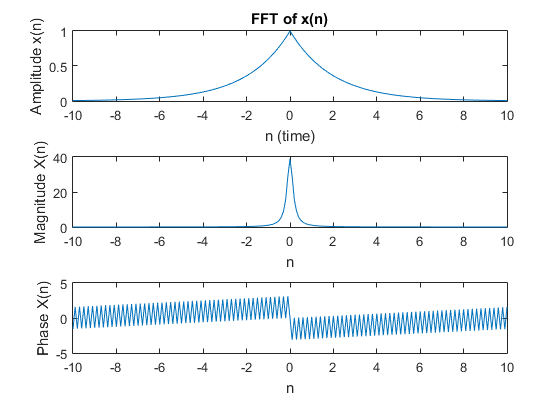 FFT of x(n)
Amplitude x(n)
1
0.5
0
-10 -8 -6 -4 -2 0 2 4 6 8 10
n (time)
Magnitude X(n)
40
20
0
-10 -8 -6 -4 -2 0 2 4 6 8 10
n
Phase X(n)
5
0
-5
-10 -8 -6 -4 -2 0 2 4 6 8 10
n